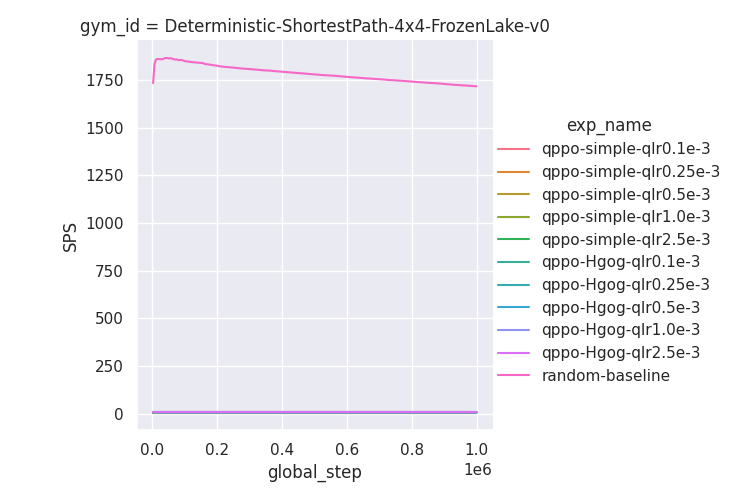 gym_id = Deterministic-ShortestPath-4x4-FrozenLake-v0
1750
1500
1250
1000
750
500
250
0
SPS
0.0 0.2 0.4 0.6 0.8 1.0
1e6
global_step
exp_name
qppo-simple-qlr0.1e-3
qppo-simple-qlr0.25e-3
qppo-simple-qlr0.5e-3
qppo-simple-qlr1.0e-3
qppo-simple-qlr2.5e-3
qppo-Hgog-qlr0.1e-3
qppo-Hgog-qlr0.25e-3
qppo-Hgog-qlr0.5e-3
qppo-Hgog-qlr1.0e-3
qppo-Hgog-qlr2.5e-3
random-baseline